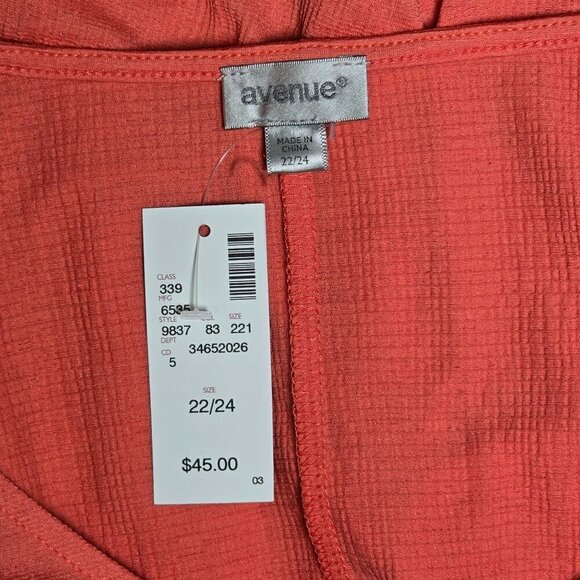 avenue®
MADE IN
CHINA
22/24
CLASS
339
MFG
6535
STYLE SIZE
9837 83 221
DEPT
CD 34652026
5
SIZE
22/24
$45.00
03